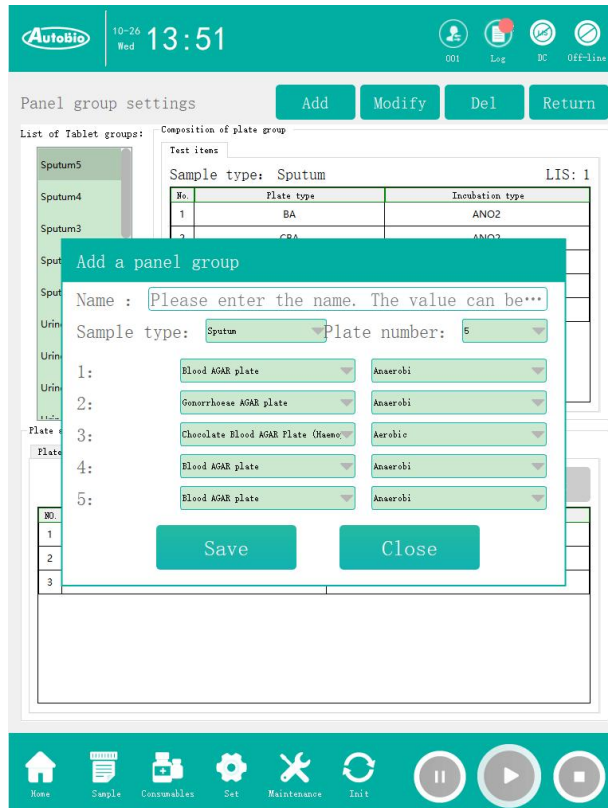 AutoBio
10-26
Wed
13:51
LIS
001 Log DC Off-line
Panel group settings Add Modify Del Return
List of Tablet groups: Composition of plate group
Test items
Sputum5
Sample type: Sputum LIS: 1
No. Plate type Incubation type
Sputum4
1 BA ANO2
Sputum3
Add a panel group
Name : Please enter the name. The value can be···
Sample type: Sputum Plate number: 5
1: Blood AGAR plate Anaerobi
2: Gonorrhoeae AGAR plate Anaerobi
3: Chocolate Blood AGAR Plate (Haemo Aerobic
4: Blood AGAR plate Anaerobi
5: Blood AGAR plate Anaerobi
Save Close
Plate
Plate
NO.
1
2
3
Home Sample Consumables Set Maintenance Init